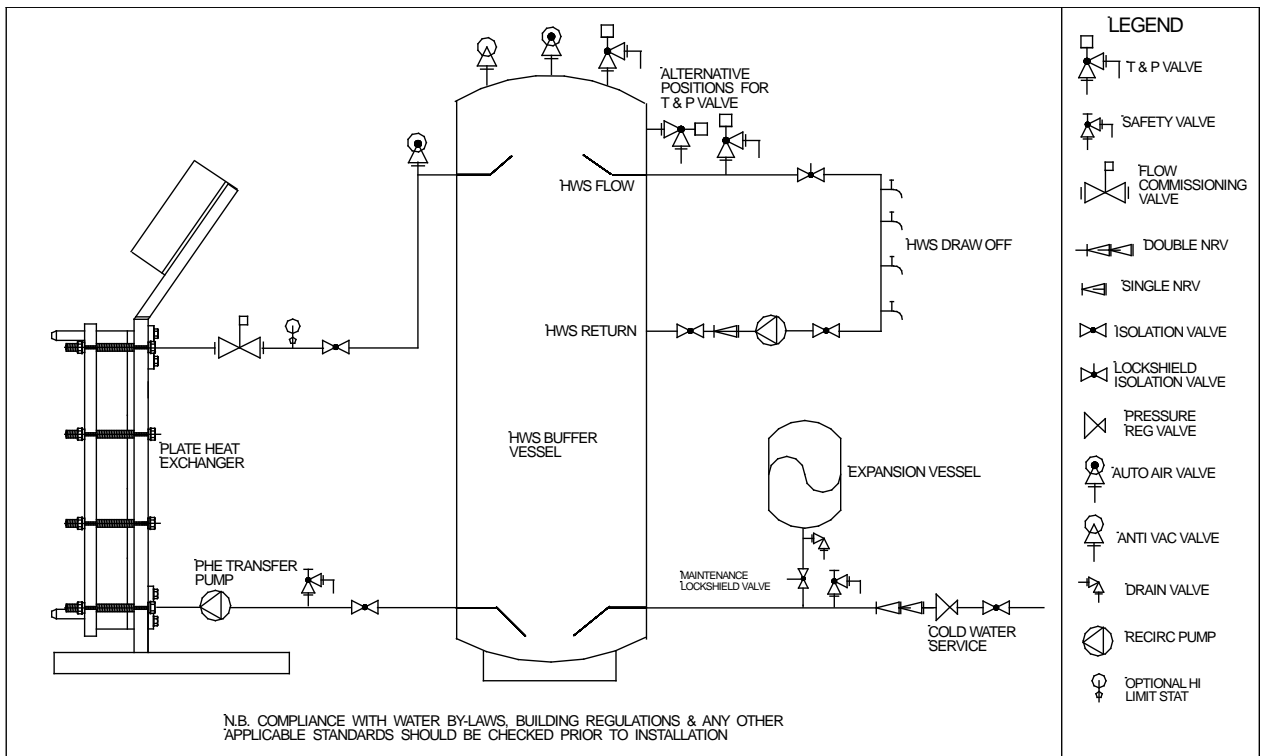 ALTERNATIVE
POSITIONS FOR
T & P VALVE
HWS FLOW
HWS DRAW OFF
HWS RETURN
HWS BUFFER
VESSEL
PLATE HEAT
EXCHANGER
EXPANSION VESSEL
PHE TRANSFER
PUMP
MAINTENANCE
LOCKSHIELD VALVE
COLD WATER
SERVICE
N.B. COMPLIANCE WITH WATER BY-LAWS, BUILDING REGULATIONS & ANY OTHER
APPLICABLE STANDARDS SHOULD BE CHECKED PRIOR TO INSTALLATION
LEGEND
T & P VALVE
SAFETY VALVE
FLOW
COMMISSIONING
VALVE
DOUBLE NRV
SINGLE NRV
ISOLATION VALVE
LOCKSHIELD
ISOLATION VALVE
PRESSURE
REG VALVE
AUTO AIR VALVE
ANTI VAC VALVE
DRAIN VALVE
RECIRC PUMP
OPTIONAL HI
LIMIT STAT